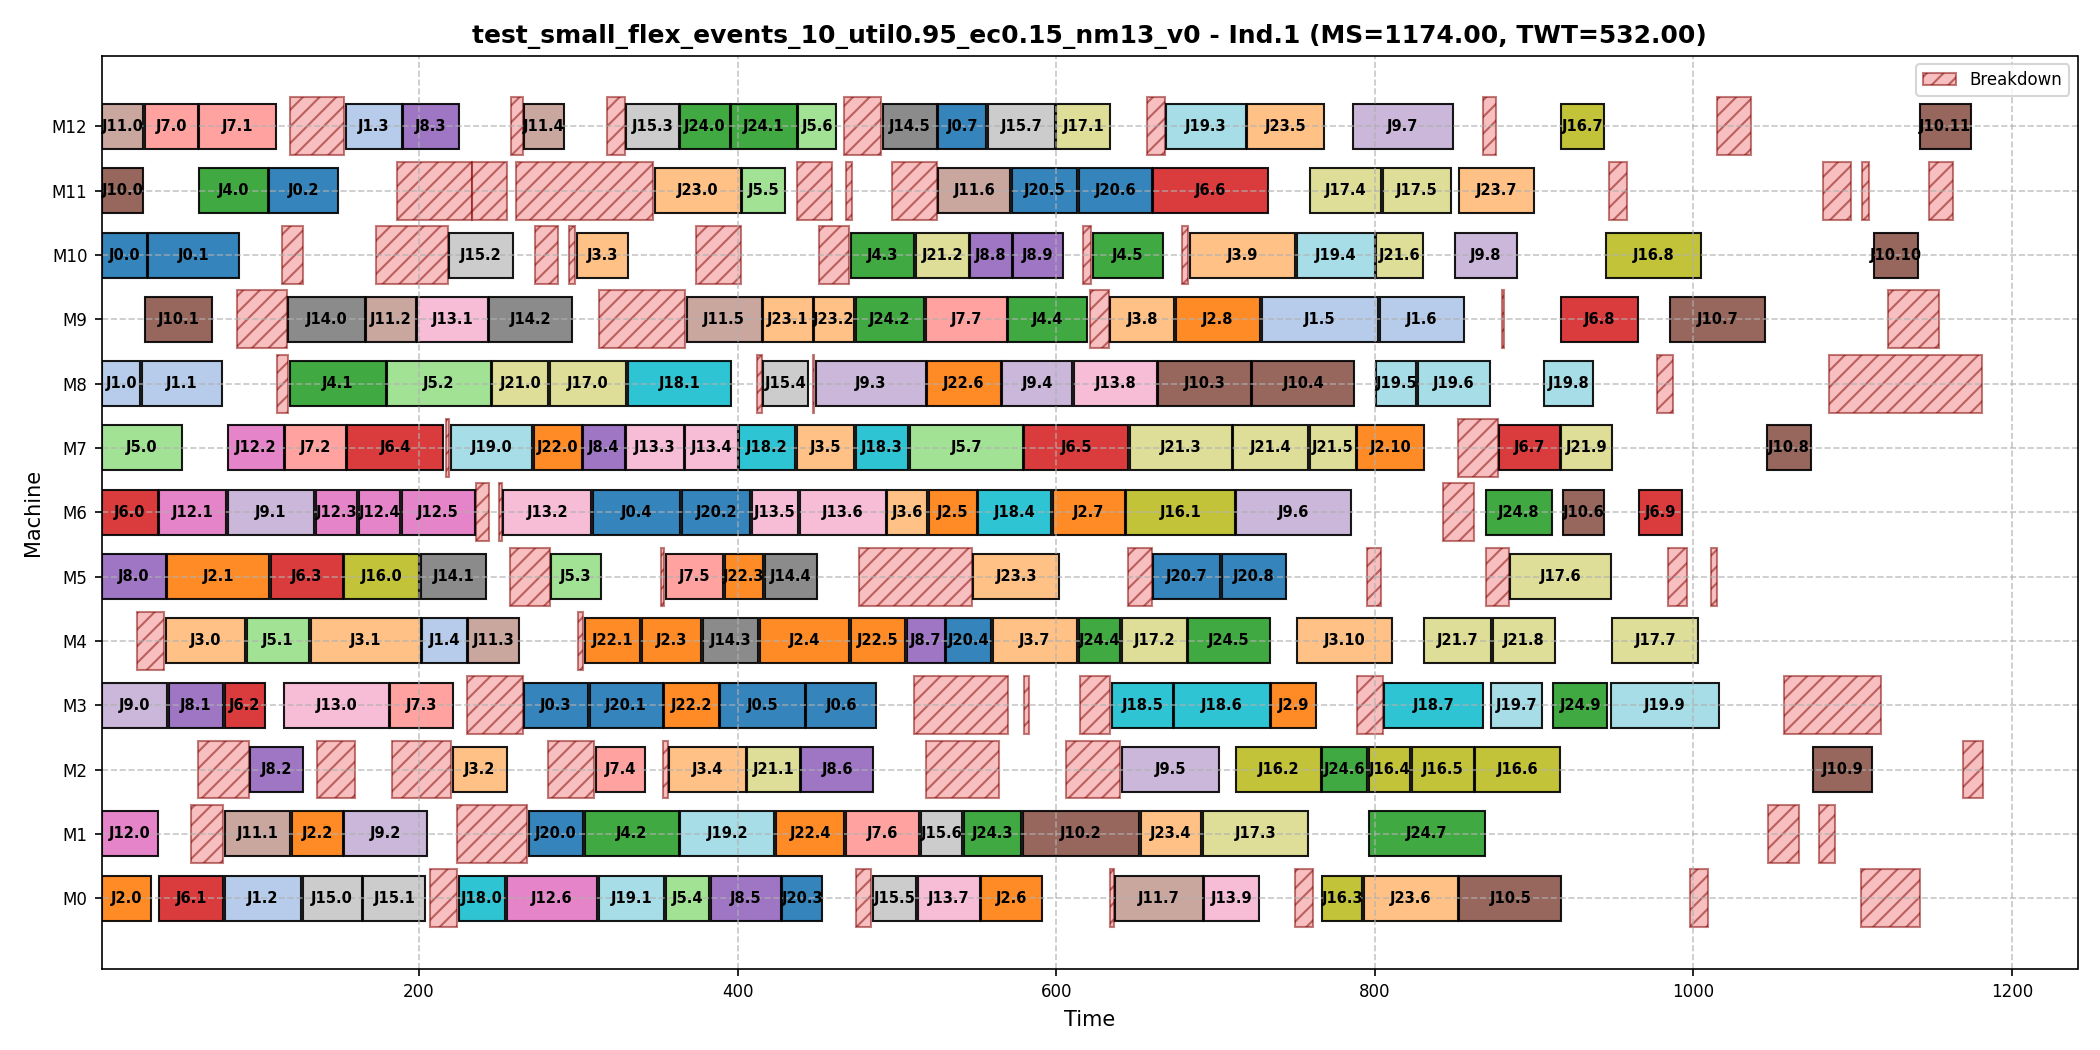 test_small_flex_events_10_util0.95_ec0.15_nm13_v0 - Ind.1 (MS=1174.00, TWT=532.00)
Breakdown
M12 J11.0 J7.0 J7.1 J1.3 J8.3 J11.4 J15.3 J24.0 J24.1 J5.6 J14.5 J0.7 J15.7 J17.1 J19.3 J23.5 J9.7 J16.7 J10.11
M11 J10.0 J4.0 J0.2 J23.0 J5.5 J11.6 J20.5 J20.6 J6.6 J17.4 J17.5 J23.7
M10 J0.0 J0.1 J15.2 J3.3 J4.3 J21.2 J8.8 J8.9 J4.5 J3.9 J19.4 J21.6 J9.8 J16.8 J10.10
M9 J10.1 J14.0 J11.2 J13.1 J14.2 J11.5 J23.1 J23.2 J24.2 J7.7 J4.4 J3.8 J2.8 J1.5 J1.6 J6.8 J10.7
M8 J1.0 J1.1 J4.1 J5.2 J21.0 J17.0 J18.1 J15.4 J9.3 J22.6 J9.4 J13.8 J10.3 J10.4 J19.5 J19.6 J19.8
M7 J5.0 J12.2 J7.2 J6.4 J19.0 J22.0 J8.4 J13.3 J13.4 J18.2 J3.5 J18.3 J5.7 J6.5 J21.3 J21.4 J21.5 J2.10 J6.7 J21.9 J10.8
M6 J6.0 J12.1 J9.1 J12.3 J12.4 J12.5 J13.2 J0.4 J20.2 J13.5 J13.6 J3.6 J2.5 J18.4 J2.7 J16.1 J9.6 J24.8 J10.6 J6.9
M5 J8.0 J2.1 J6.3 J16.0 J14.1 J5.3 J7.5 J22.3 J14.4 J23.3 J20.7 J20.8 J17.6
M4 J3.0 J5.1 J3.1 J1.4 J11.3 J22.1 J2.3 J14.3 J2.4 J22.5 J8.7 J20.4 J3.7 J24.4 J17.2 J24.5 J3.10 J21.7 J21.8 J17.7
M3 J9.0 J8.1 J6.2 J13.0 J7.3 J0.3 J20.1 J22.2 J0.5 J0.6 J18.5 J18.6 J2.9 J18.7 J19.7 J24.9 J19.9
M2 J8.2 J3.2 J7.4 J3.4 J21.1 J8.6 J9.5 J16.2 J24.6 J16.4 J16.5 J16.6 J10.9
M1 J12.0 J11.1 J2.2 J9.2 J20.0 J4.2 J19.2 J22.4 J7.6 J15.6 J24.3 J10.2 J23.4 J17.3 J24.7
M0 J2.0 J6.1 J1.2 J15.0 J15.1 J18.0 J12.6 J19.1 J5.4 J8.5 J20.3 J15.5 J13.7 J2.6 J11.7 J13.9 J16.3 J23.6 J10.5
Machine
200 400 600 800 1000 1200
Time